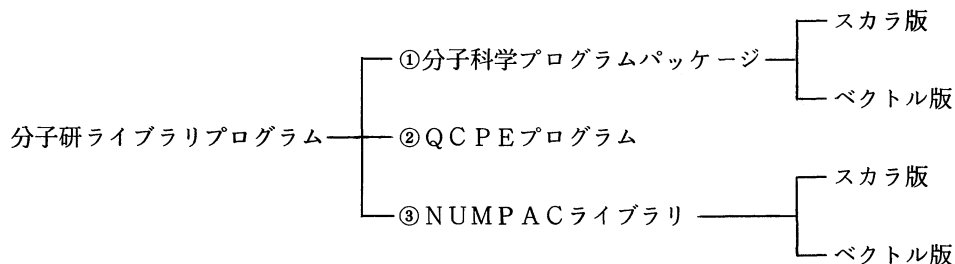 スカラ版
①分子科学プログラムパッケージ
ベクトル版
分子研ライブラリプログラム
②QCPEプログラム
スカラ版
③NUMPACライブラリ
ベクトル版